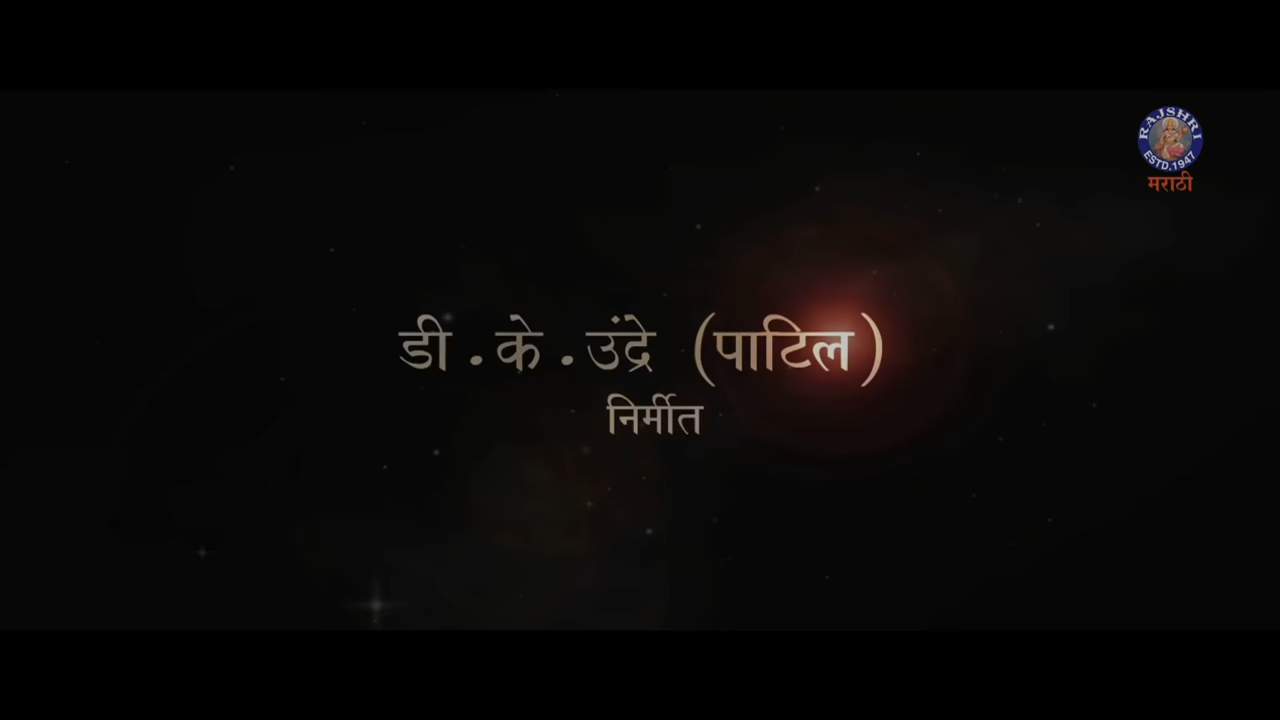 RAJSHRI
ESTD.1947
मराठी
डी . के . उंद्रे (पाटिल)
निर्मीत